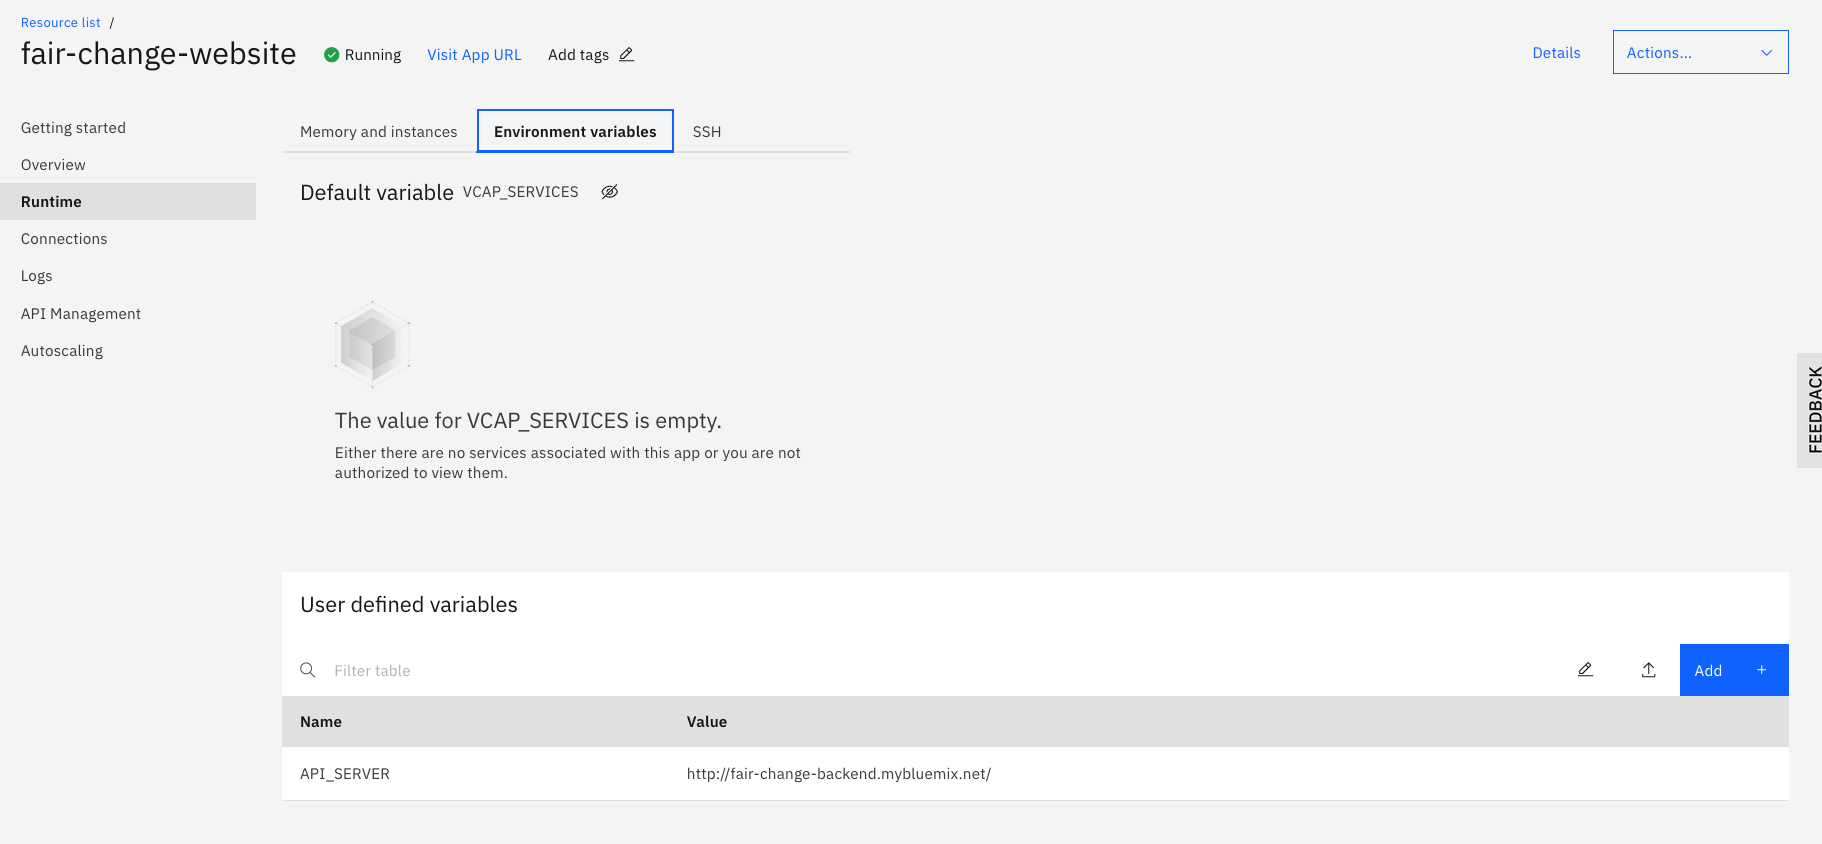 Resource list /
fair-change-website Running Visit App URL Add tags Details Actions...
Getting started
Overview
Runtime
Connections
Logs
API Management
Autoscaling
Memory and instances Environment variables SSH
Default variable VCAP_SERVICES
The value for VCAP_SERVICES is empty.
Either there are no services associated with this app or you are not
authorized to view them.
FEEDBACK
User defined variables
Filter table Add +
Name Value
API_SERVER http://fair-change-backend.mybluemix.net/